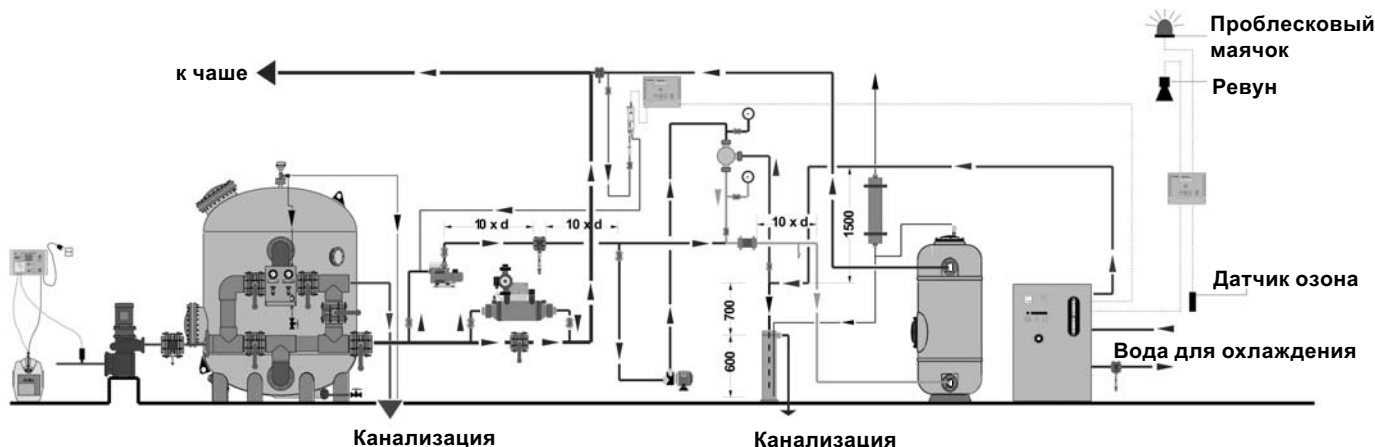 Проблесковый
маячок
к чаше
Ревун
10 x d
10 x d
10 x d
1500
Датчик озона
700
600
Вода для охлаждения
Канализация
Канализация